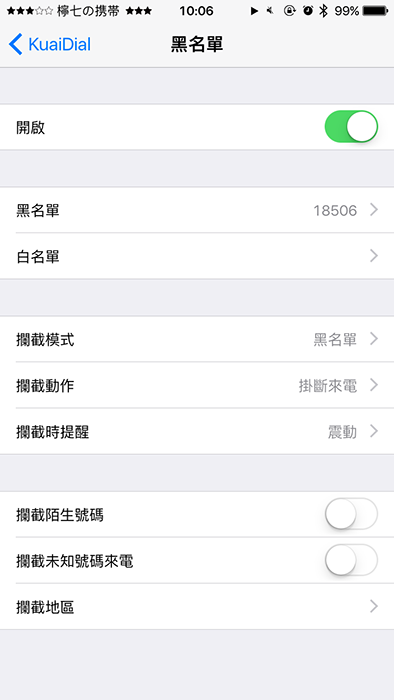 ★★★☆☆ 檸七の携帯 ★★★ 10:06 99%
KuaiDial 黑名單
開啟
黑名單 18506
白名單
攔截模式 黑名單
攔截動作 掛斷來電
攔截時提醒 震動
攔截陌生號碼
攔截未知號碼來電
攔截地區